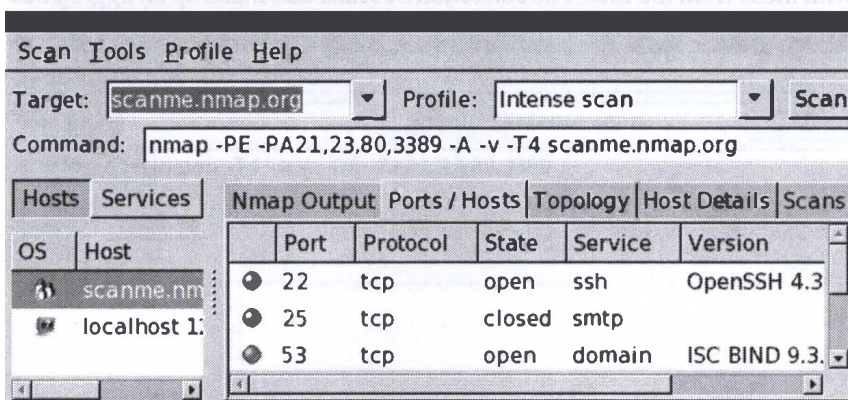 Scan Tools Profile Help
Target: scanme.nmap.org Profile: Intense scan Scan
Command: nmap -PE -PA21,23,80,3389 -A -v -T4 scanme.nmap.org
Hosts Services Nmap Output Ports / Hosts Topology Host Details Scans
OS Host Port Protocol State Service Version
scanme.nm 22 tcp open ssh OpenSSH 4.3
25 tcp closed smtp
localhost 53 tcp open domain ISC BIND 9.3.